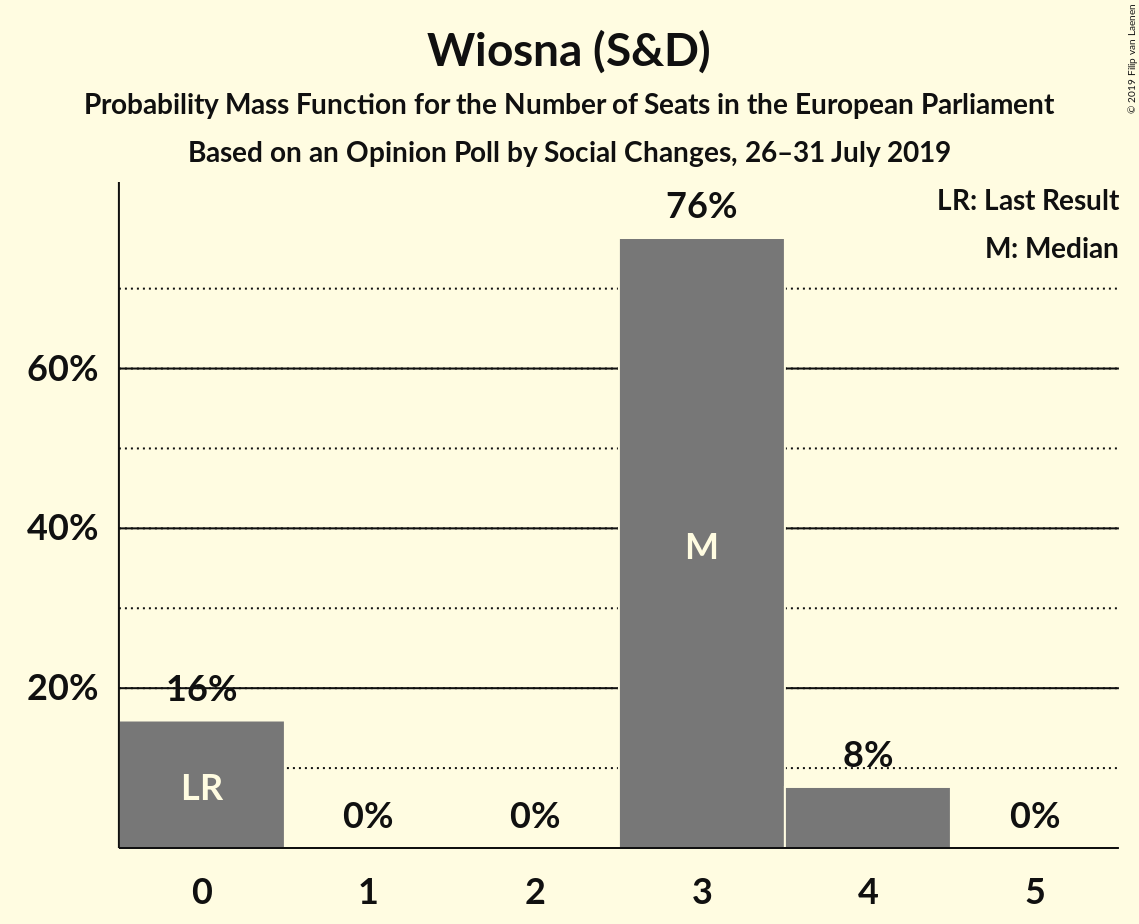 Wiosna (S&D)
Probability Mass Function for the Number of Seats in the European Parliament
Based on an Opinion Poll by Social Changes, 26–31 July 2019
© 2019 Filip van Laenen
LR: Last Result
M: Median
76%
60%
40%
20%
16%
8%
0%
0%
0%
M
LR
0 1 2 3 4 5